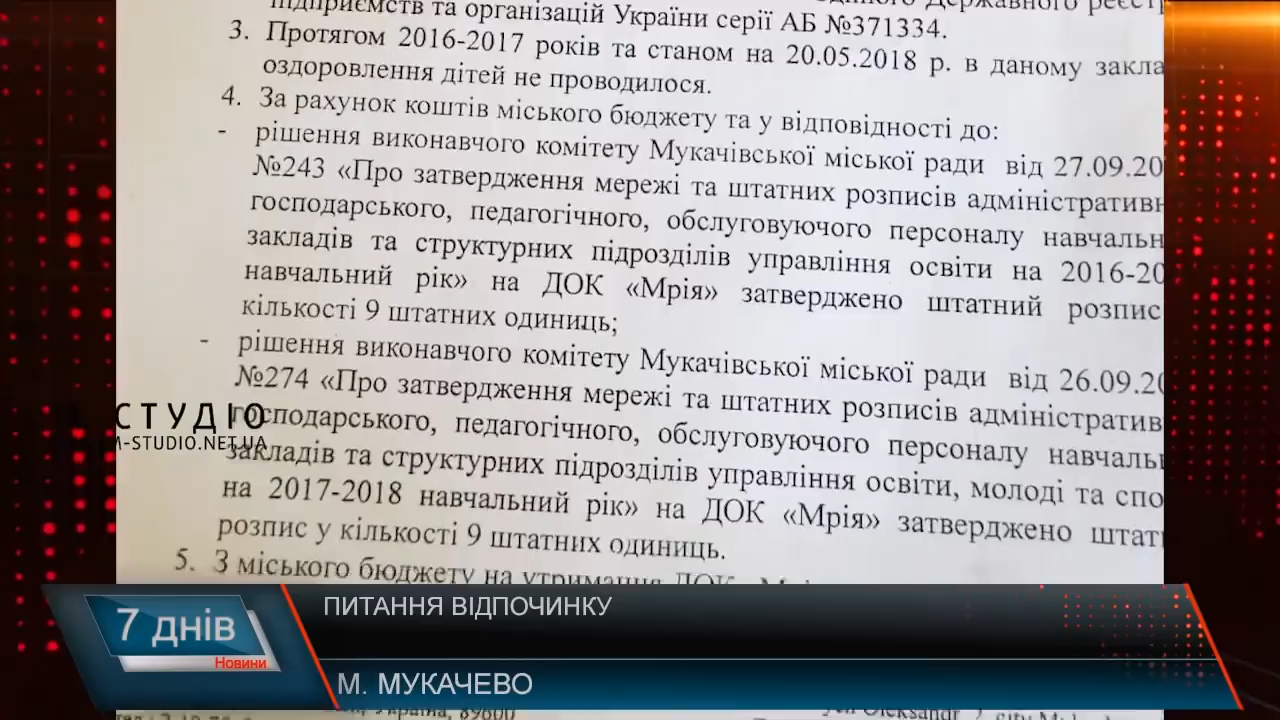 підприємств та організацій України серії АБ №371334.
3. Протягом 2016-2017 років та станом на 20.05.2018 р. в даному закла
оздоровлення дітей не проводилося.
4. За рахунок коштів міського бюджету та у відповідності до:
- рішення виконавчого комітету Мукачівської міської ради від 27.09.20
№243 «Про затвердження мережі та штатних розписів адміністратив
господарського, педагогічного, обслуговуючого персоналу навчальн
закладів та структурних підрозділів управління освіти на 2016-20
навчальний рік» на ДОК «Мрія» затверджено штатний розпис
кількості 9 штатних одиниць;
- рішення виконавчого комітету Мукачівської міської ради від 26.09.20
№274 «Про затвердження мережі та штатних розписів адміністратив
господарського, педагогічного, обслуговуючого персоналу навчаль
закладів та структурних підрозділів управління освіти, молоді та спо
на 2017-2018 навчальний рік» на ДОК «Мрія» затверджено штат
розпис у кількості 9 штатних одиниць.
5. З міського бюджету на утримання ДОК
СТУДІО
M-STUDIO.NET.UA
7 днів
Новини
ПИТАННЯ ВІДПОЧИНКУ
М. МУКАЧЕВО
Україна, 89600